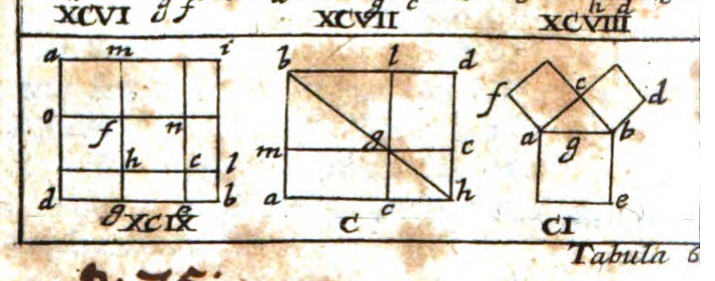 g f g c h d
XCVI XCVII XCVIII
a m i b l d c
f d
o f n m g c a g b
h c l
d g e b a c h e
XCIX C CI
Tabula 6